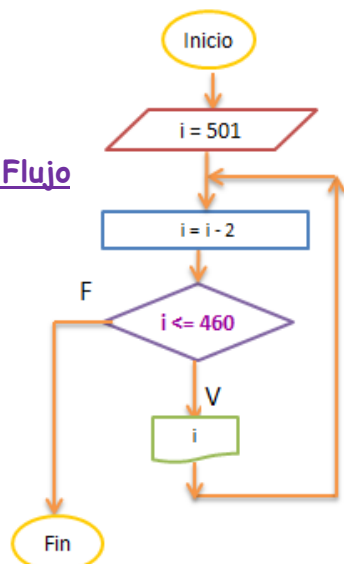 Inicio
i = 501
Flujo
i = i - 2
F
i <= 460
V
i
Fin